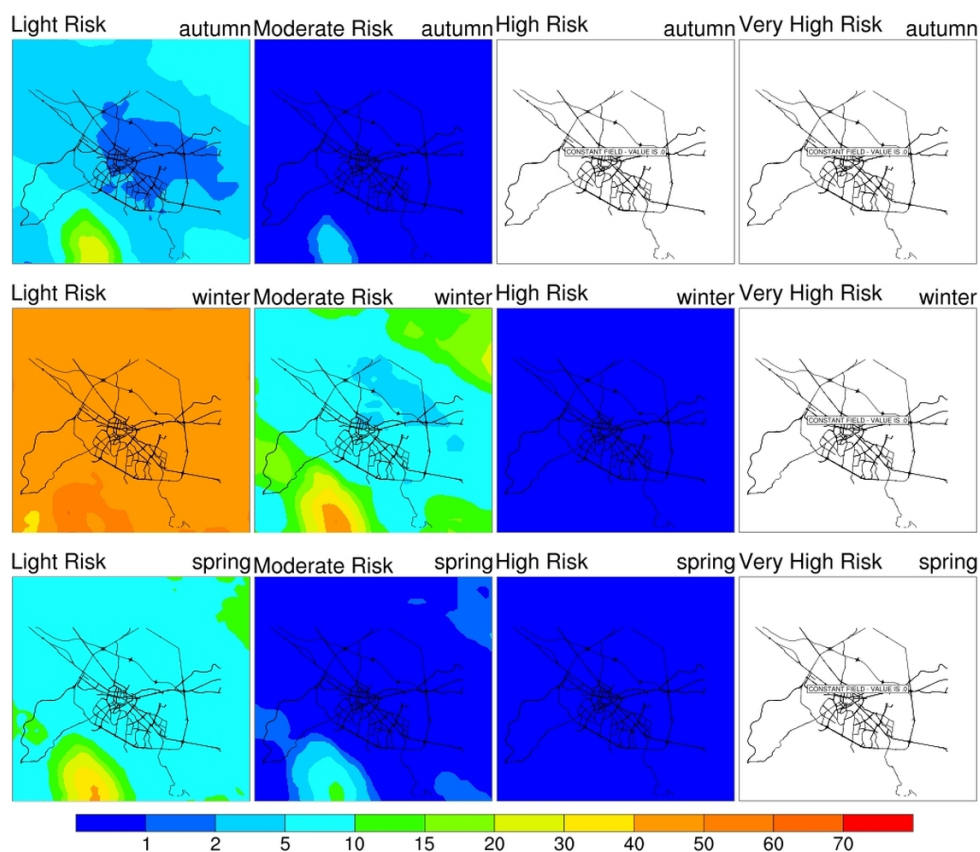 Light Risk autumn Moderate Risk autumn High Risk autumn Very High Risk autumn
CONSTANT FIELD - VALUE IS .0 CONSTANT FIELD - VALUE IS .0
Light Risk winter Moderate Risk winter High Risk winter Very High Risk winter
CONSTANT FIELD - VALUE IS .0
Light Risk spring Moderate Risk spring High Risk spring Very High Risk spring
CONSTANT FIELD - VALUE IS .0
1 2 5 10 15 20 30 40 50 60 70